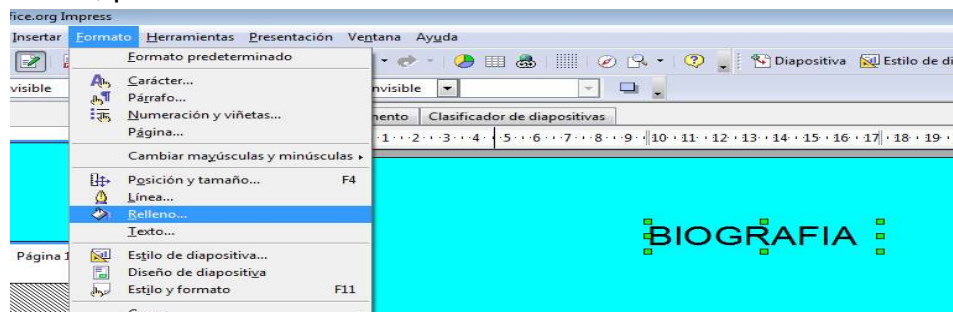 fice.org Impress
Insertar Formato Herramientas Presentación Ventana Ayuda
Formato predeterminado
Diapositiva Estilo de di
visible
Carácter...
nvisible
Párrafo...
Numeración y viñetas...
Clasificador de diapositivas
Página...
1 2 3 4 5 6 7 8 9 10 11 12 13 14 15 16 17 18 19
Cambiar mayúsculas y minúsculas
Posición y tamaño... F4
Línea...
Relleno...
BIOGRAFIA
Texto...
Página 1
Estilo de diapositiva...
Diseño de diapositiva
Estilo y formato F11